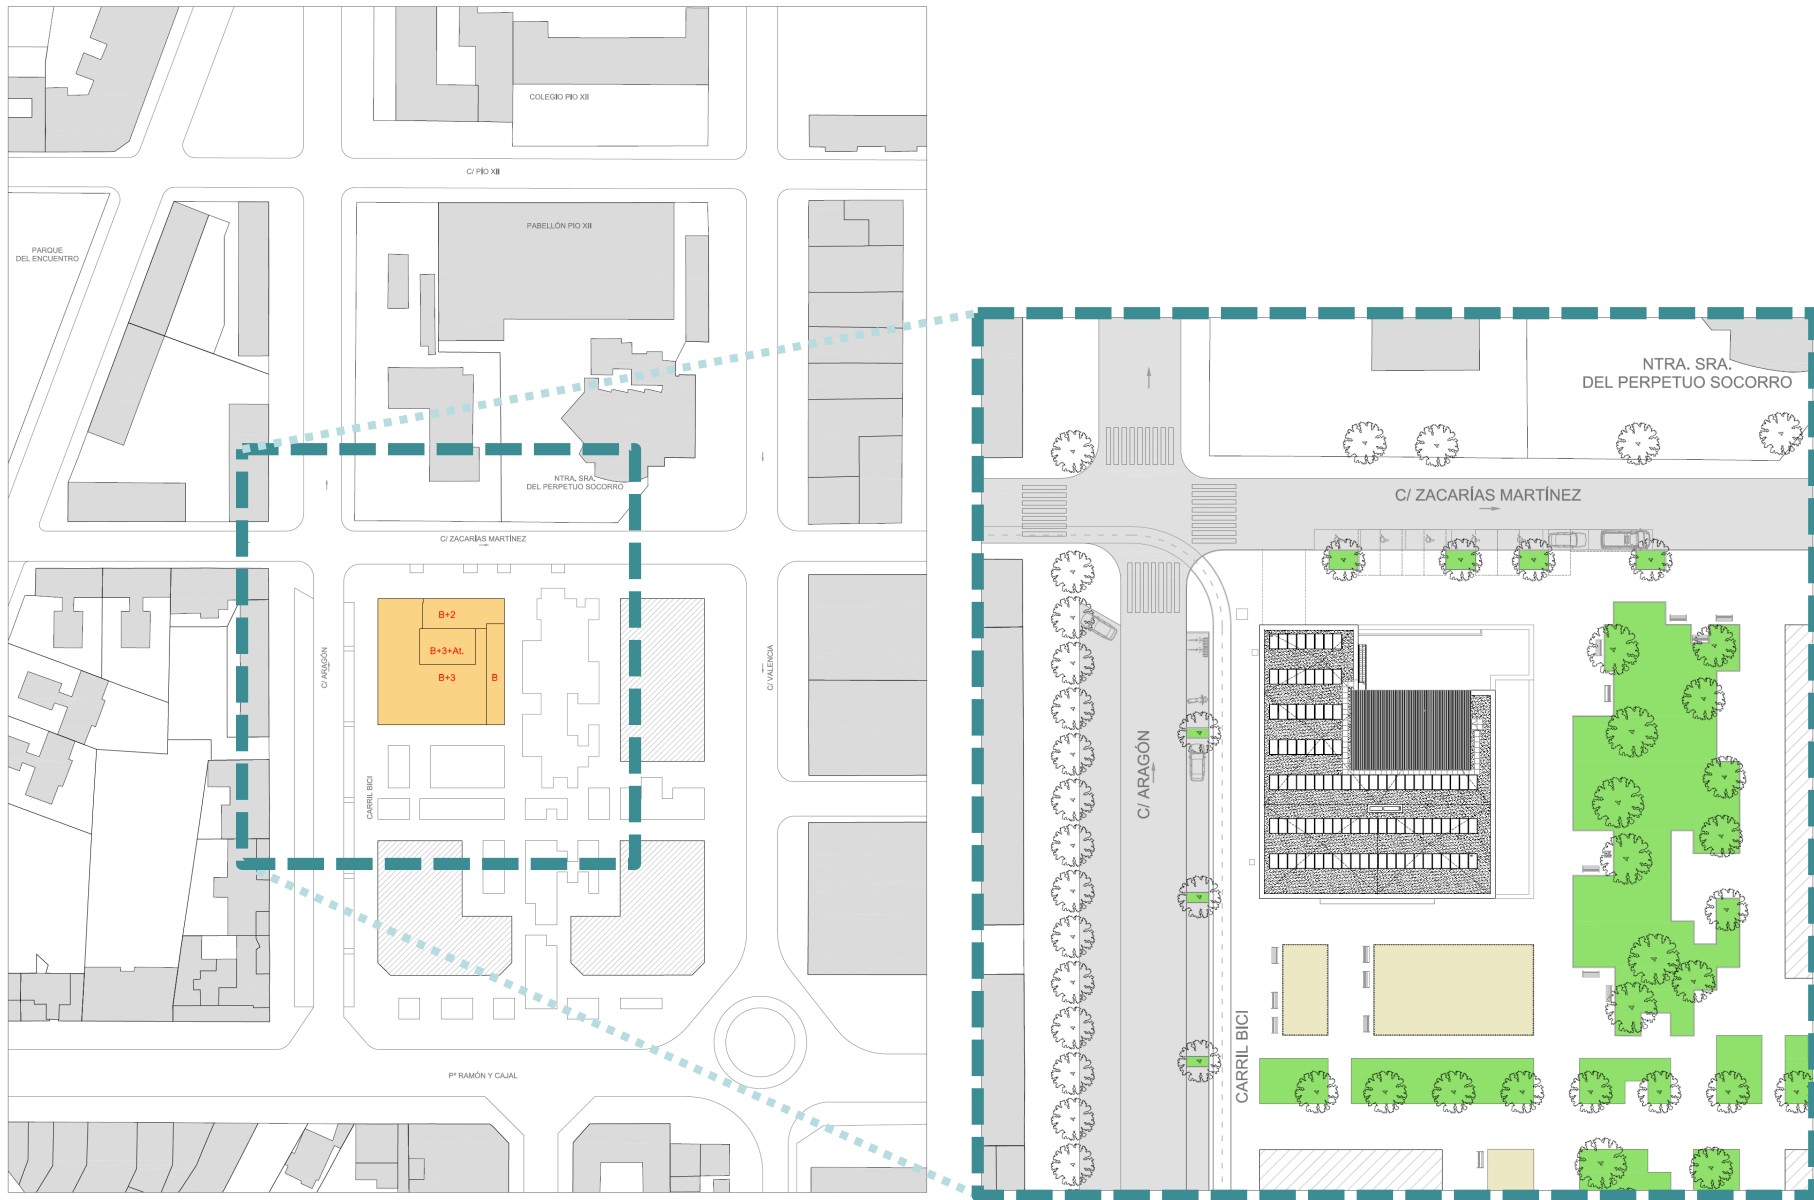 COLEGIO PIO XII
C/ PÍO XII
PARQUE
DEL ENCUENTRO
PABELLÓN PIO XII
NTRA. SRA.
DEL PERPETUO SOCORRO
C/ ZACARÍAS MARTÍNEZ
B+2
B+3+At.
B+3
B
C/ ARAGÓN
C/ VALENCIA
CARRIL BICI
Pº RAMÓN Y CAJAL
NTRA. SRA.
DEL PERPETUO SOCORRO
C/ ZACARÍAS MARTÍNEZ
C/ ARAGÓN
CARRIL BICI